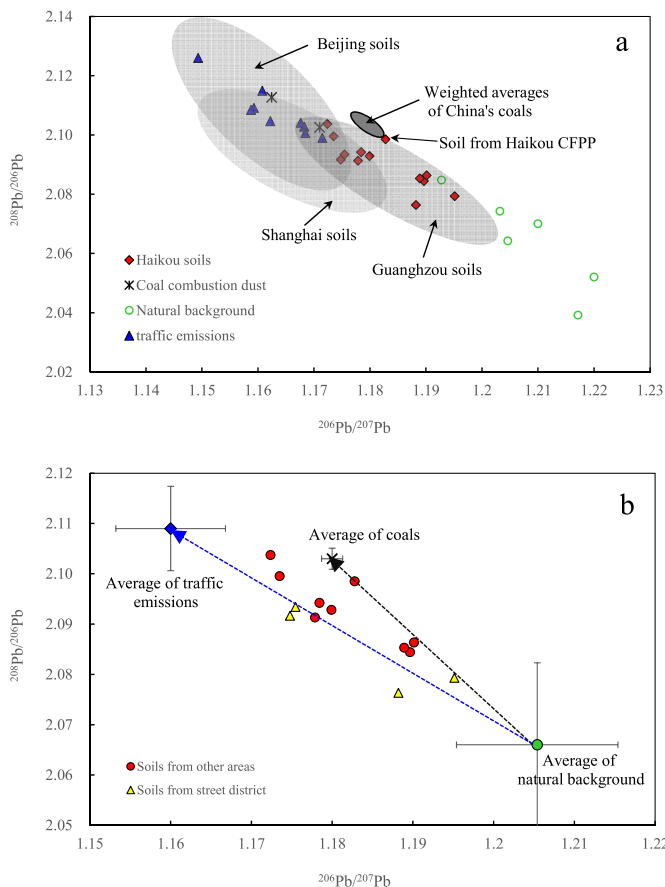 2.14
2.12
2.10
2.08
2.06
2.04
2.02
²⁰⁸Pb/²⁰⁶Pb
a
Beijing soils
Weighted averages
of China's coals
Soil from Haikou CFPP
Shanghai soils
Guanghzou soils
Haikou soils
Coal combustion dust
Natural background
traffic emissions
1.13 1.14 1.15 1.16 1.17 1.18 1.19 1.2 1.21 1.22 1.23
²⁰⁶Pb/²⁰⁷Pb
2.12
2.11
2.10
2.09
2.08
2.07
2.06
2.05
²⁰⁸Pb/²⁰⁶Pb
b
Average of coals
Average of traffic
emissions
Average of
natural background
Soils from other areas
Soils from street district
1.15 1.16 1.17 1.18 1.19 1.2 1.21 1.22
²⁰⁶Pb/²⁰⁷Pb